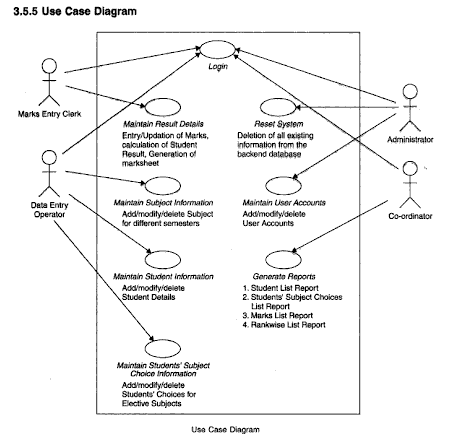 3.5.5 Use Case Diagram
Login
Marks Entry Clerk
Maintain Result Details
Entry/Updation of Marks,
calculation of Student
Result, Generation of
marksheet
Reset System
Deletion of all existing
information from the
backend database
Administrator
Data Entry
Operator
Maintain Subject Information
Add/modify/delete Subject
for different semesters
Maintain User Accounts
Add/modify/delete
User Accounts
Co-ordinator
Maintain Student Information
Add/modify/delete
Student Details
Generate Reports
1. Student List Report
2. Students' Subject Choices
List Report
3. Marks List Report
4. Rankwise List Report
Maintain Students' Subject
Choice Information
Add/modify/delete
Students' Choices for
Elective Subjects
Use Case Diagram